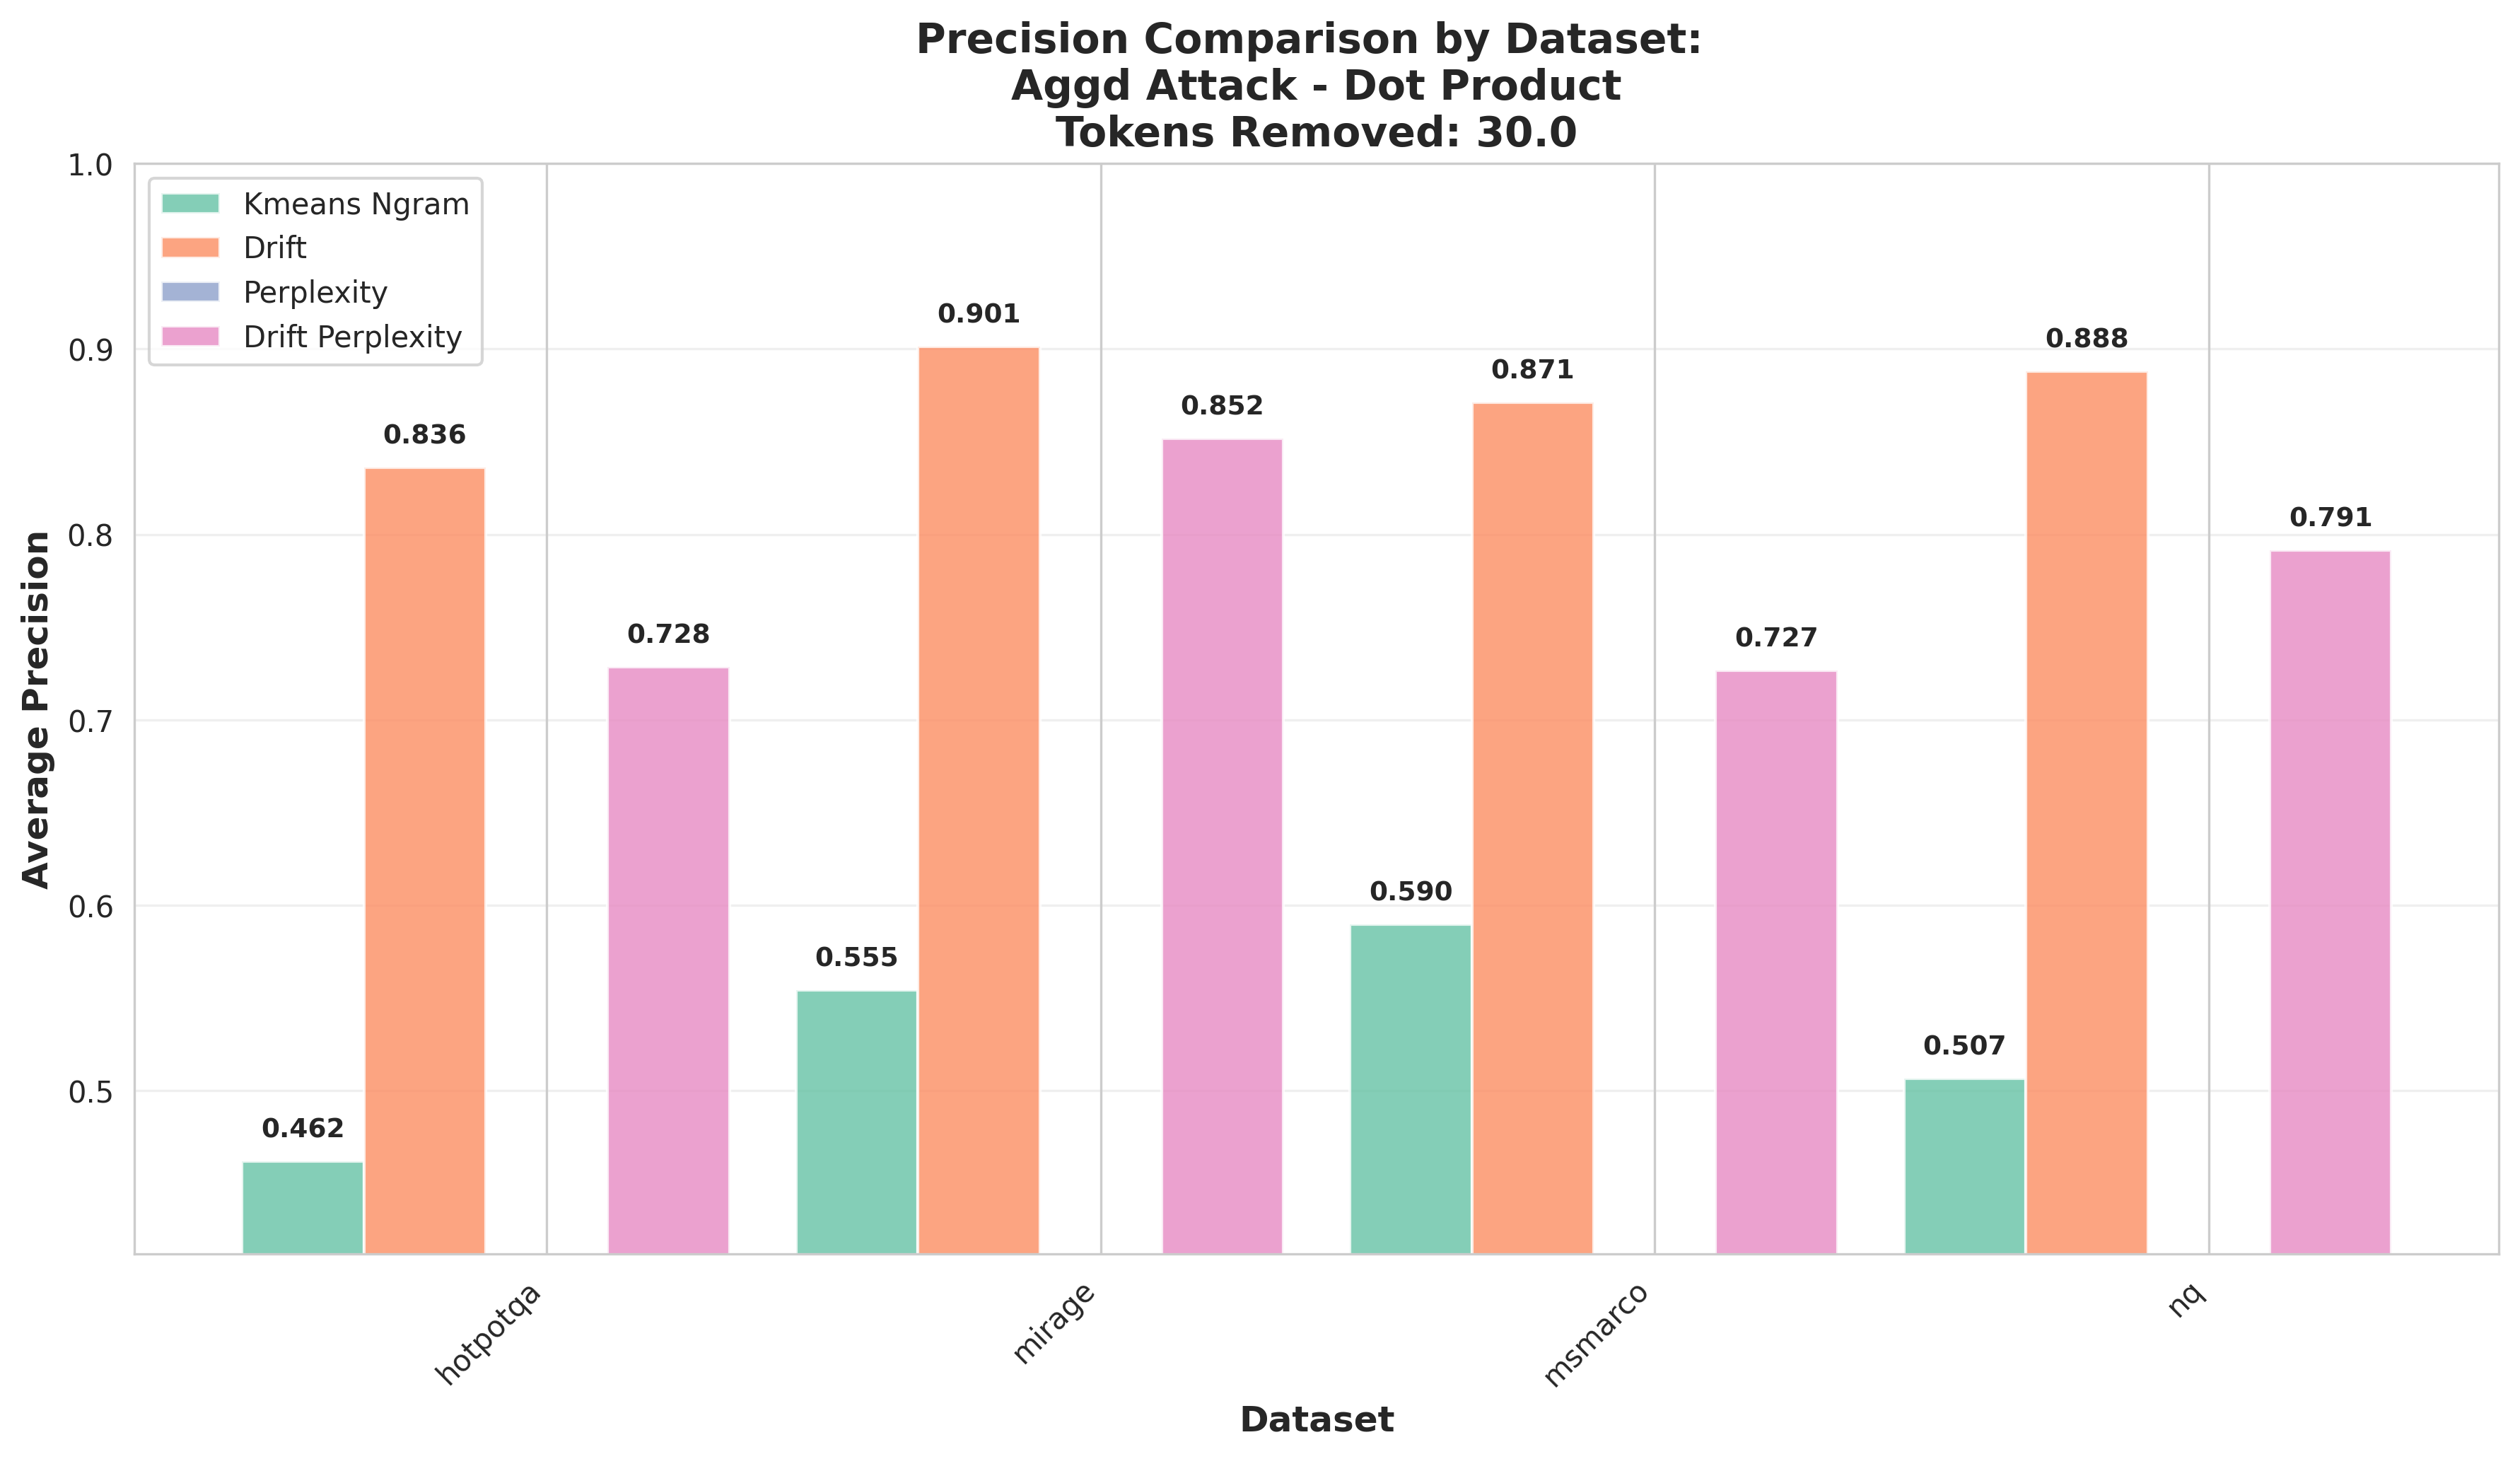 Precision Comparison by Dataset:
Aggd Attack - Dot Product
Tokens Removed: 30.0
Kmeans Ngram
Drift
Perplexity
Drift Perplexity
Average Precision
1.0
0.9
0.8
0.7
0.6
0.5
0.462
0.836
0.728
0.555
0.901
0.852
0.590
0.871
0.727
0.507
0.888
0.791
hotpotqa
mirage
msmarco
nq
Dataset